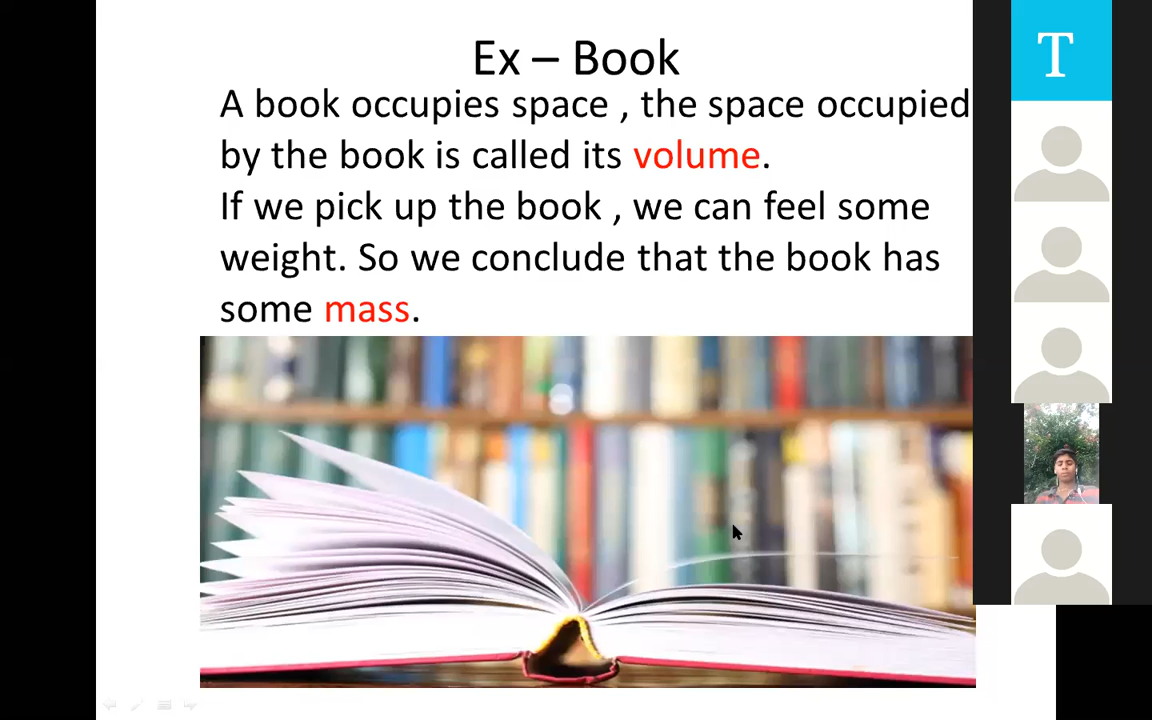 Ex – Book
A book occupies space , the space occupied
by the book is called its volume.
If we pick up the book , we can feel some
weight. So we conclude that the book has
some mass.
T